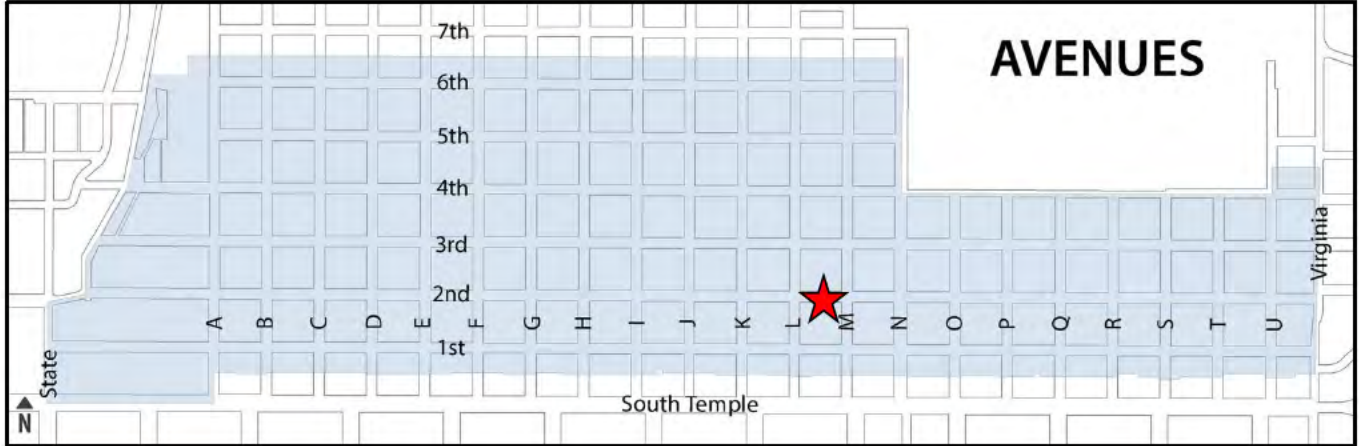 7th
AVENUES
6th
5th
4th
3rd
Virginia
2nd
A B C D E F G H I J K L M N O P Q R S T U
1st
State
South Temple
N